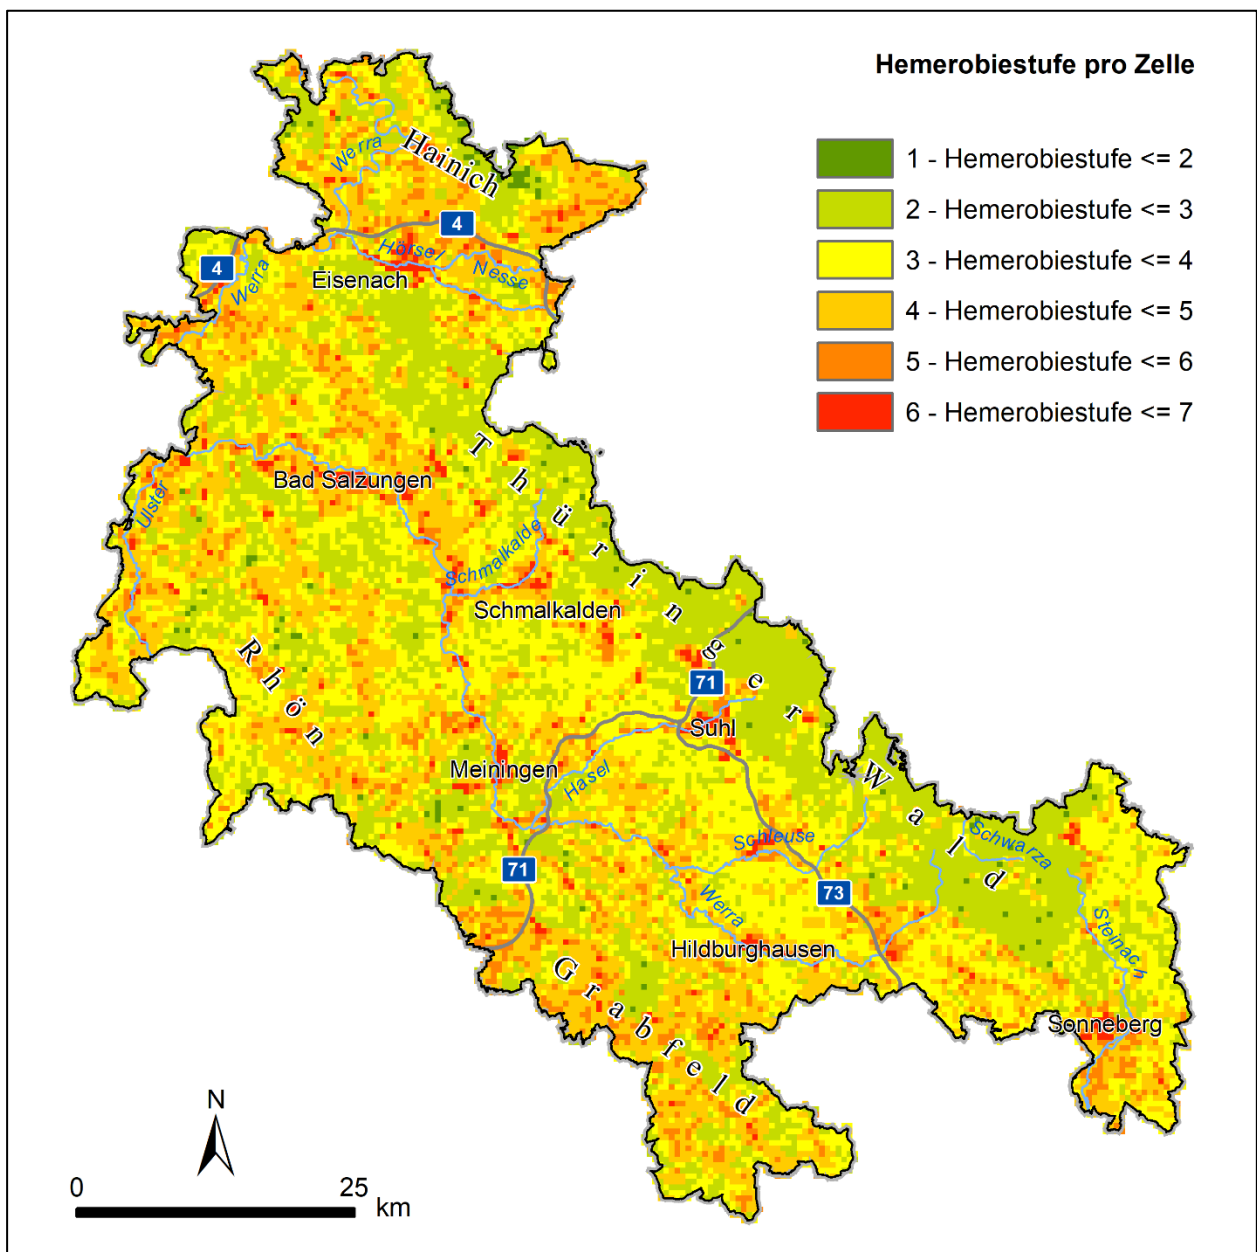 Hemerobiestufe pro Zelle
1 - Hemerobiestufe <= 2
2 - Hemerobiestufe <= 3
3 - Hemerobiestufe <= 4
4 - Hemerobiestufe <= 5
5 - Hemerobiestufe <= 6
6 - Hemerobiestufe <= 7
Werra
Hainich
4
Hörsel
Nesse
4
Werra
Eisenach
Thüringer Wald
Bad Salzungen
Ulster
Schmalkalde
Schmalkalden
Rhön
71
Suhl
Meiningen
Hasel
Schleuse
Schwarza
71
73
Werra
Steinach
Hildburghausen
Grabfeld
Sonneberg
N
0 25
km